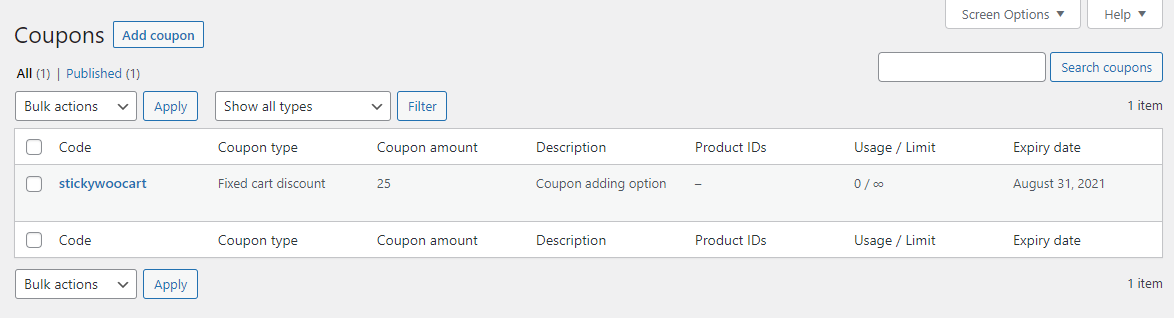 Screen Options ▼ Help ▼
Coupons Add coupon
All (1) | Published (1)
Search coupons
Bulk actions Apply Show all types Filter 1 item
Code Coupon type Coupon amount Description Product IDs Usage / Limit Expiry date
stickywoocart Fixed cart discount 25 Coupon adding option – 0 / ∞ August 31, 2021
Code Coupon type Coupon amount Description Product IDs Usage / Limit Expiry date
Bulk actions Apply 1 item